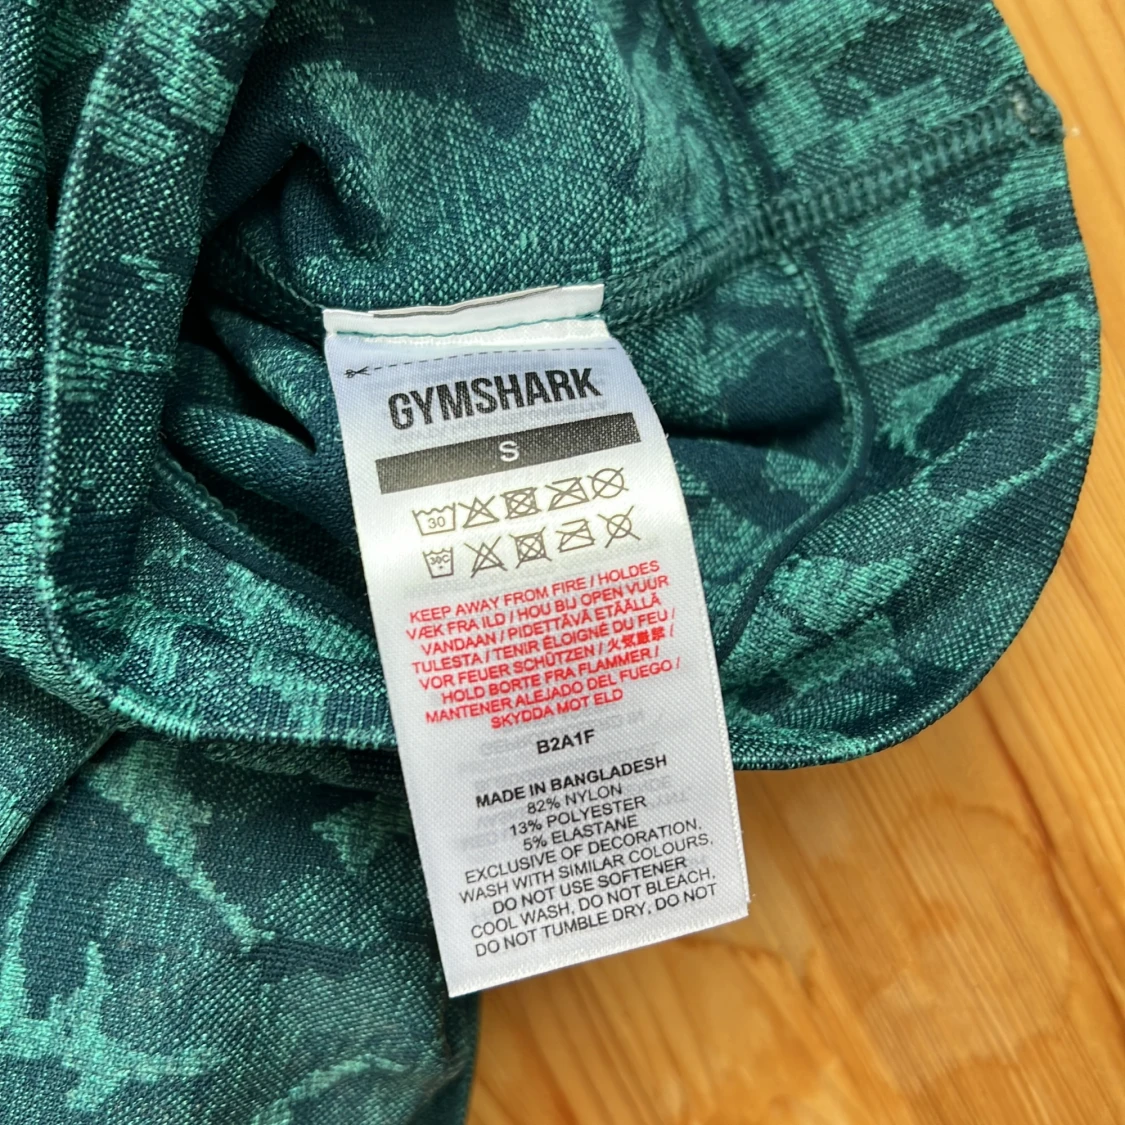 GYMSHARK
S
30
30C
KEEP AWAY FROM FIRE / HOLDES
VÆK FRA ILD / HOU BIJ OPEN VUUR
VANDAAN / PIDETTÄVÄ ETÄÄLLÄ
TULESTA / TENIR ÉLOIGNÉ DU FEU /
VOR FEUER SCHÜTZEN / 火気厳禁 /
HOLD BORTE FRA FLAMMER /
MANTENER ALEJADO DEL FUEGO /
SKYDDA MOT ELD
B2A1F
MADE IN BANGLADESH
82% NYLON
13% POLYESTER
5% ELASTANE
EXCLUSIVE OF DECORATION.
WASH WITH SIMILAR COLOURS,
DO NOT USE SOFTENER
COOL WASH, DO NOT BLEACH,
DO NOT TUMBLE DRY, DO NOT